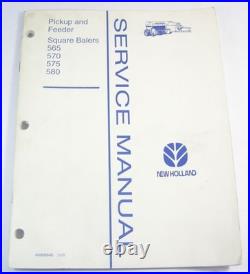 Pickup and
Feeder
Square Balers
565
570
575
580
SERVICE MANUAL
NEW HOLLAND